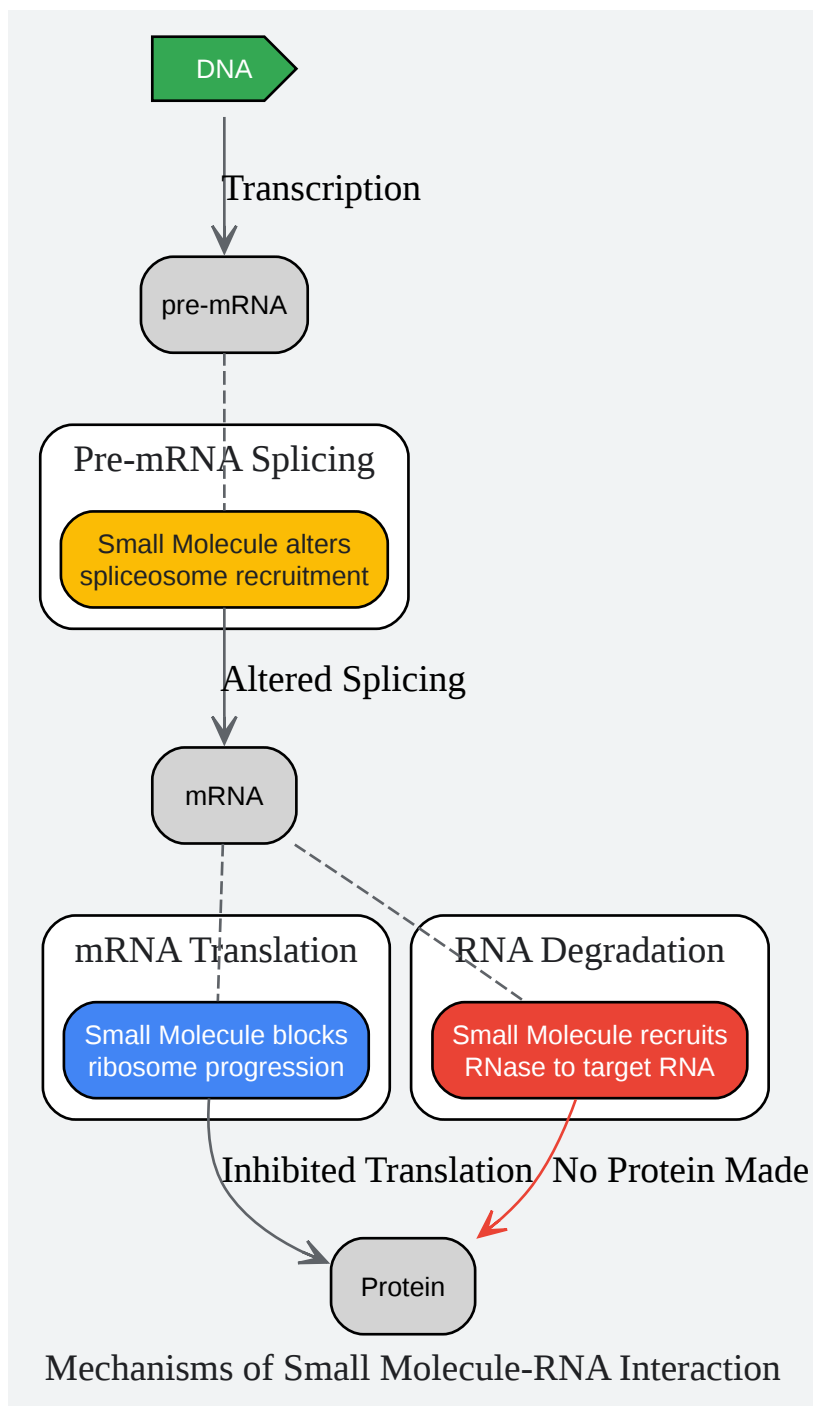 DNA
Transcription
pre-mRNA
Pre-mRNA Splicing
Small Molecule alters
spliceosome recruitment
Altered Splicing
mRNA
mRNA Translation
RNA Degradation
Small Molecule blocks
ribosome progression
Small Molecule recruits
RNase to target RNA
Inhibited Translation
No Protein Made
Protein
Mechanisms of Small Molecule-RNA Interaction